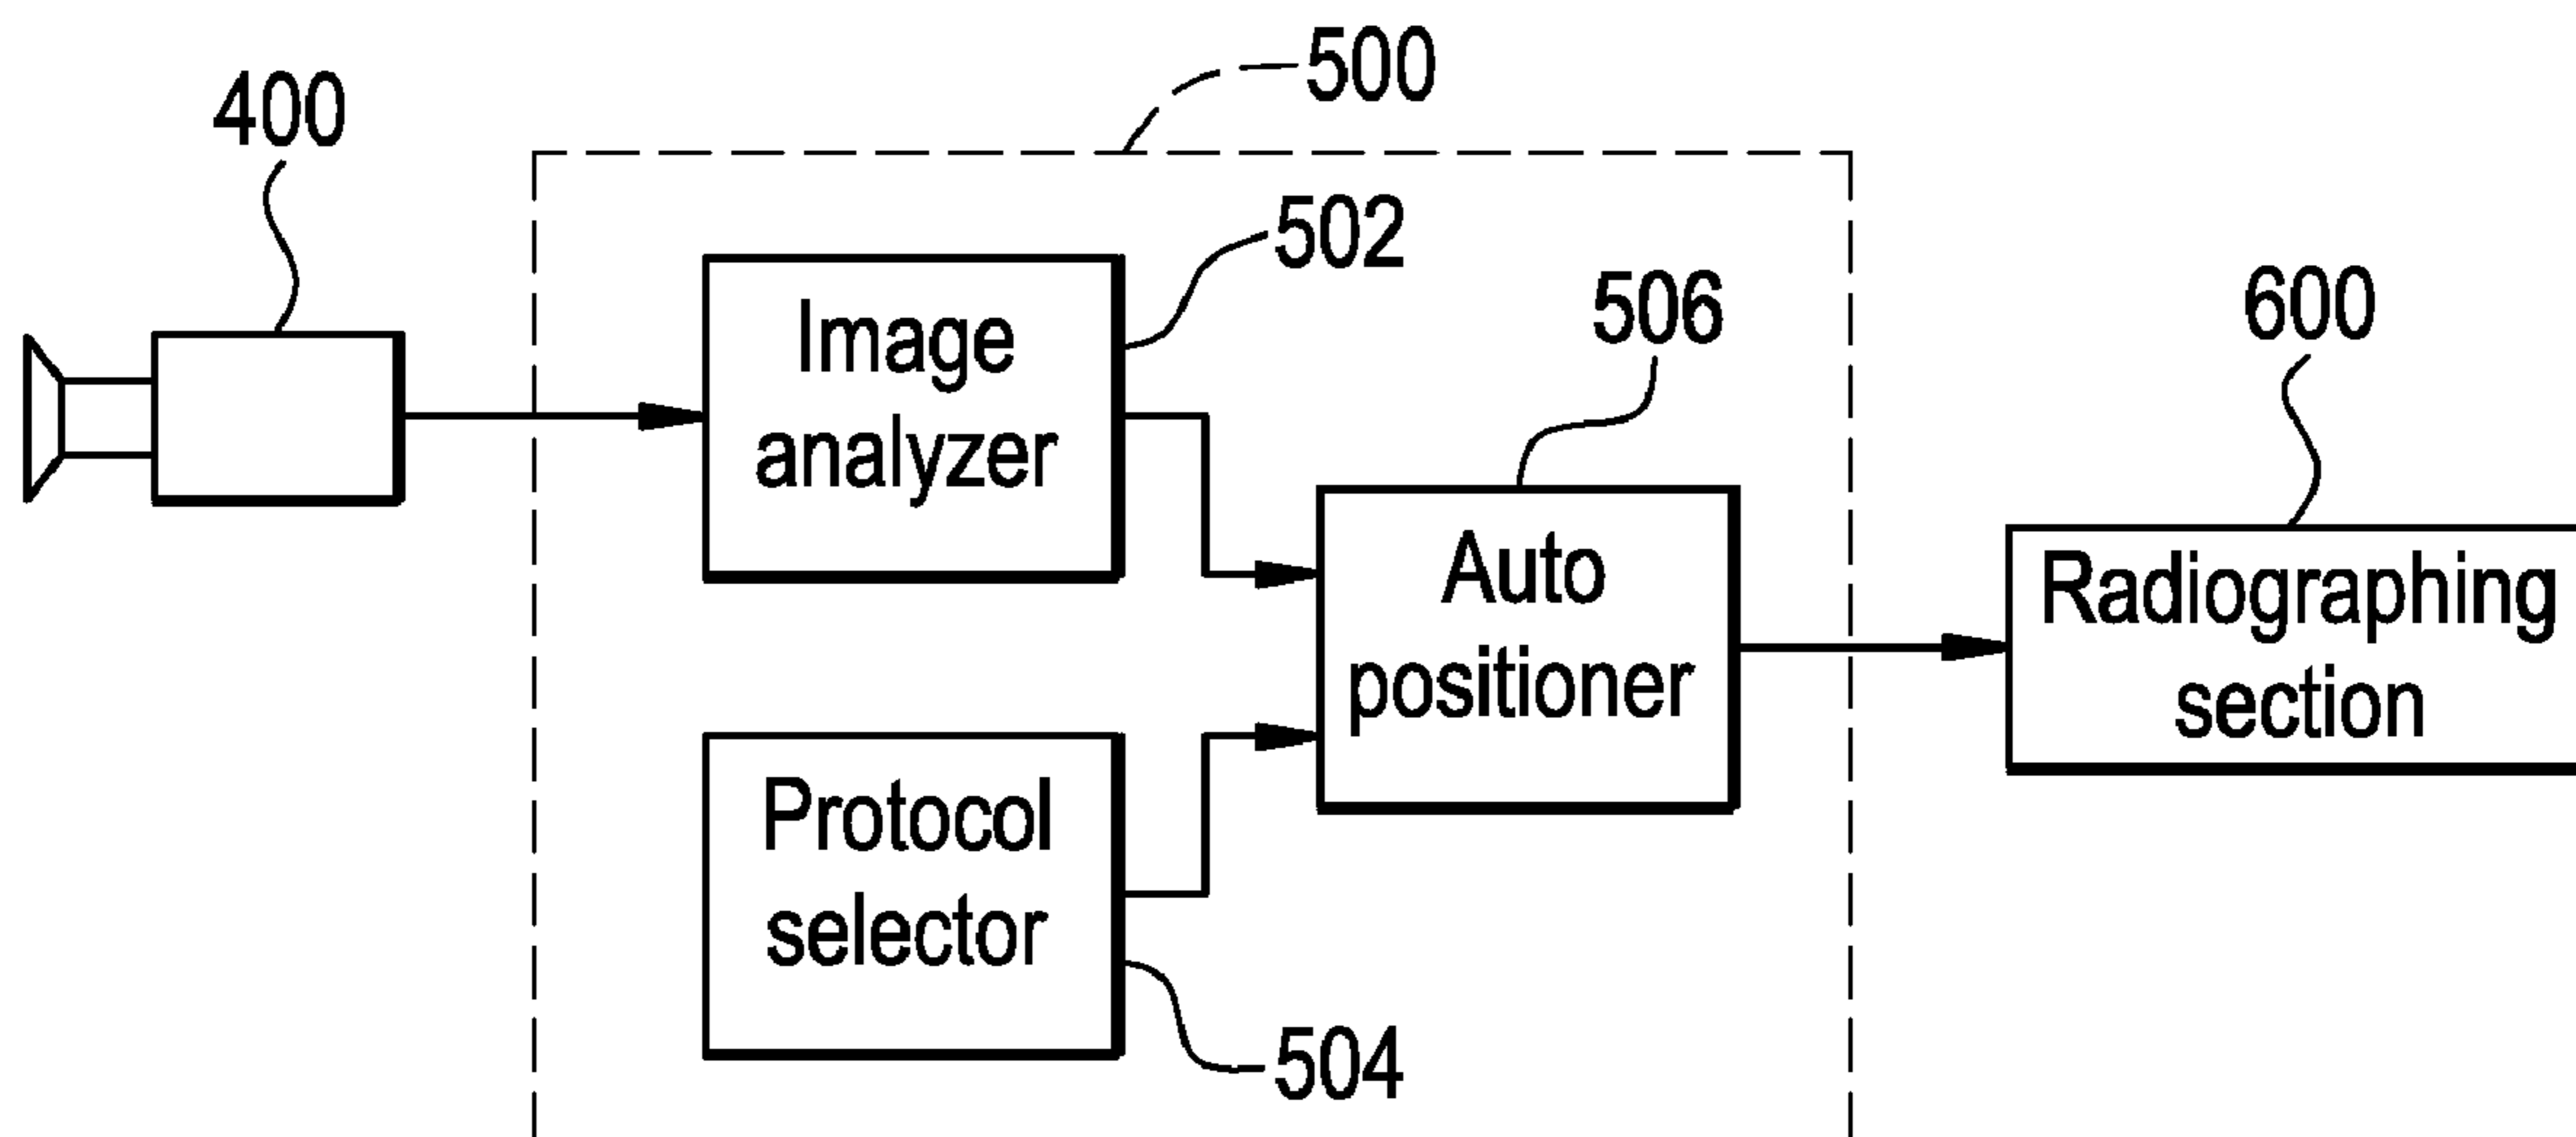 500
400
502
Image
analyzer
506
600
Auto
positioner
Radiographing
section
Protocol
selector
504